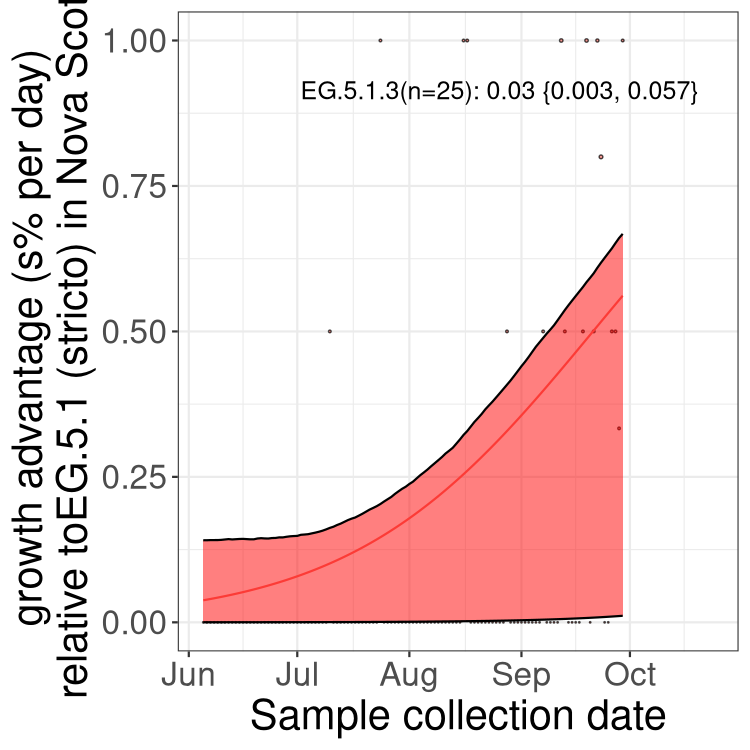 growth advantage (s% per day)
relative toEG.5.1 (stricto) in Nova Scot
1.00
0.75
0.50
0.25
0.00
EG.5.1.3(n=25): 0.03 {0.003, 0.057}
Jun Jul Aug Sep Oct
Sample collection date